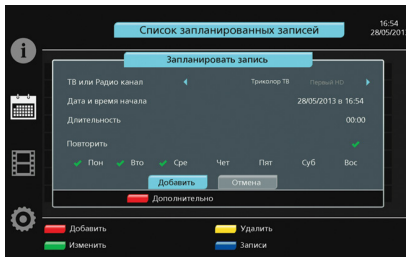 Список запланированных записей
16:54
28/05/2013
Запланировать запись
ТВ или Радио канал Триколор ТВ Первый HD
Дата и время начала 28/05/2013 в 16:54
Длительность 00:00
Повторить
Пон Вто Сре Чет Пят Суб Вос
Добавить Отмена
Дополнительно
Добавить Удалить
Изменить Записи